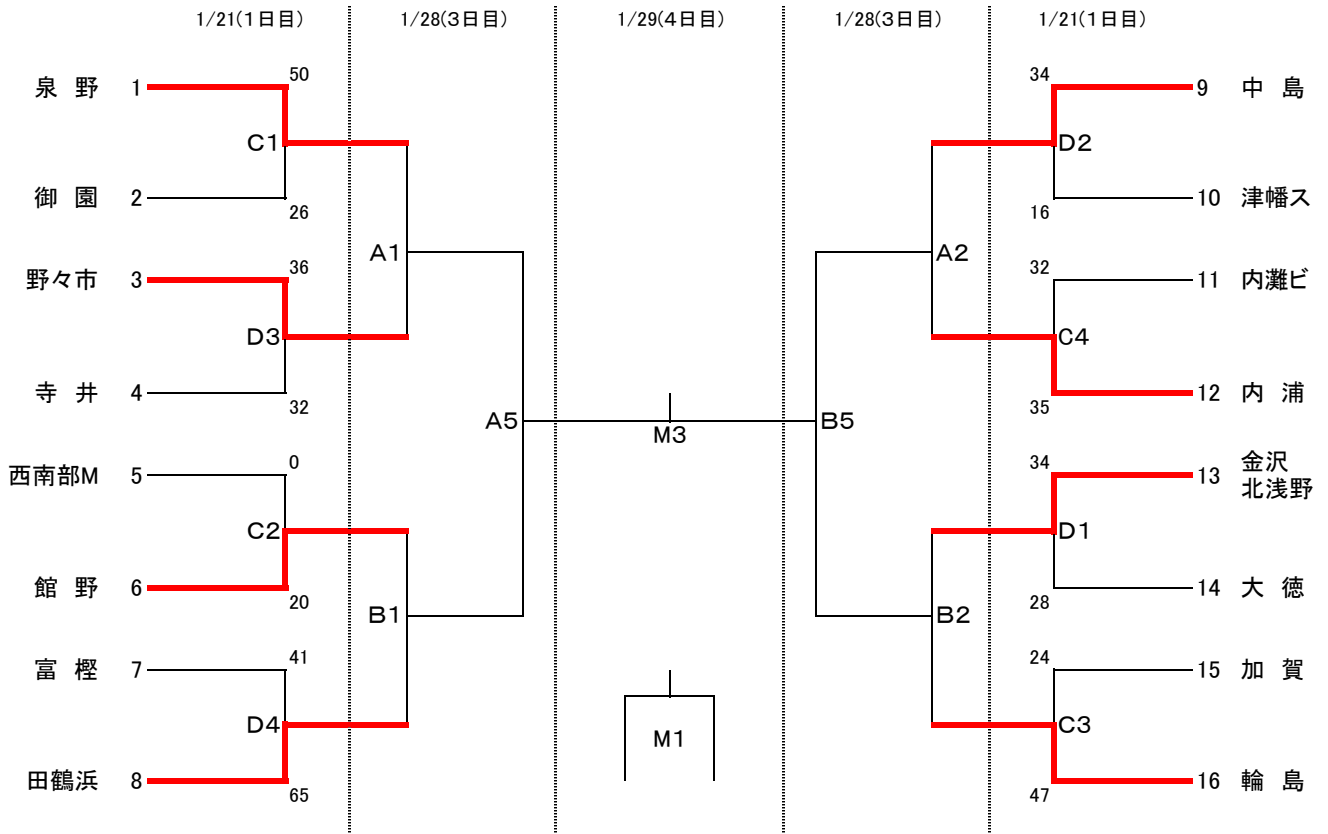 1/21(1日目) 1/28(3日目) 1/29(4日目) 1/28(3日目) 1/21(1日目)
50 34
泉 野 1 9 中 島
C1 D2
御 園 2 10 津幡ス
26 16
A1 A2
36 32
野々市 3 11 内灘ビ
D3 C4
寺 井 4 12 内 浦
32 35
A5 M3 B5
0 34
西南部M 5 13 金沢
北浅野
C2 D1
館 野 6 14 大 徳
20 28
B1 B2
41 24
富 樫 7 15 加 賀
D4 M1 C3
田鶴浜 8 16 輪 島
65 47